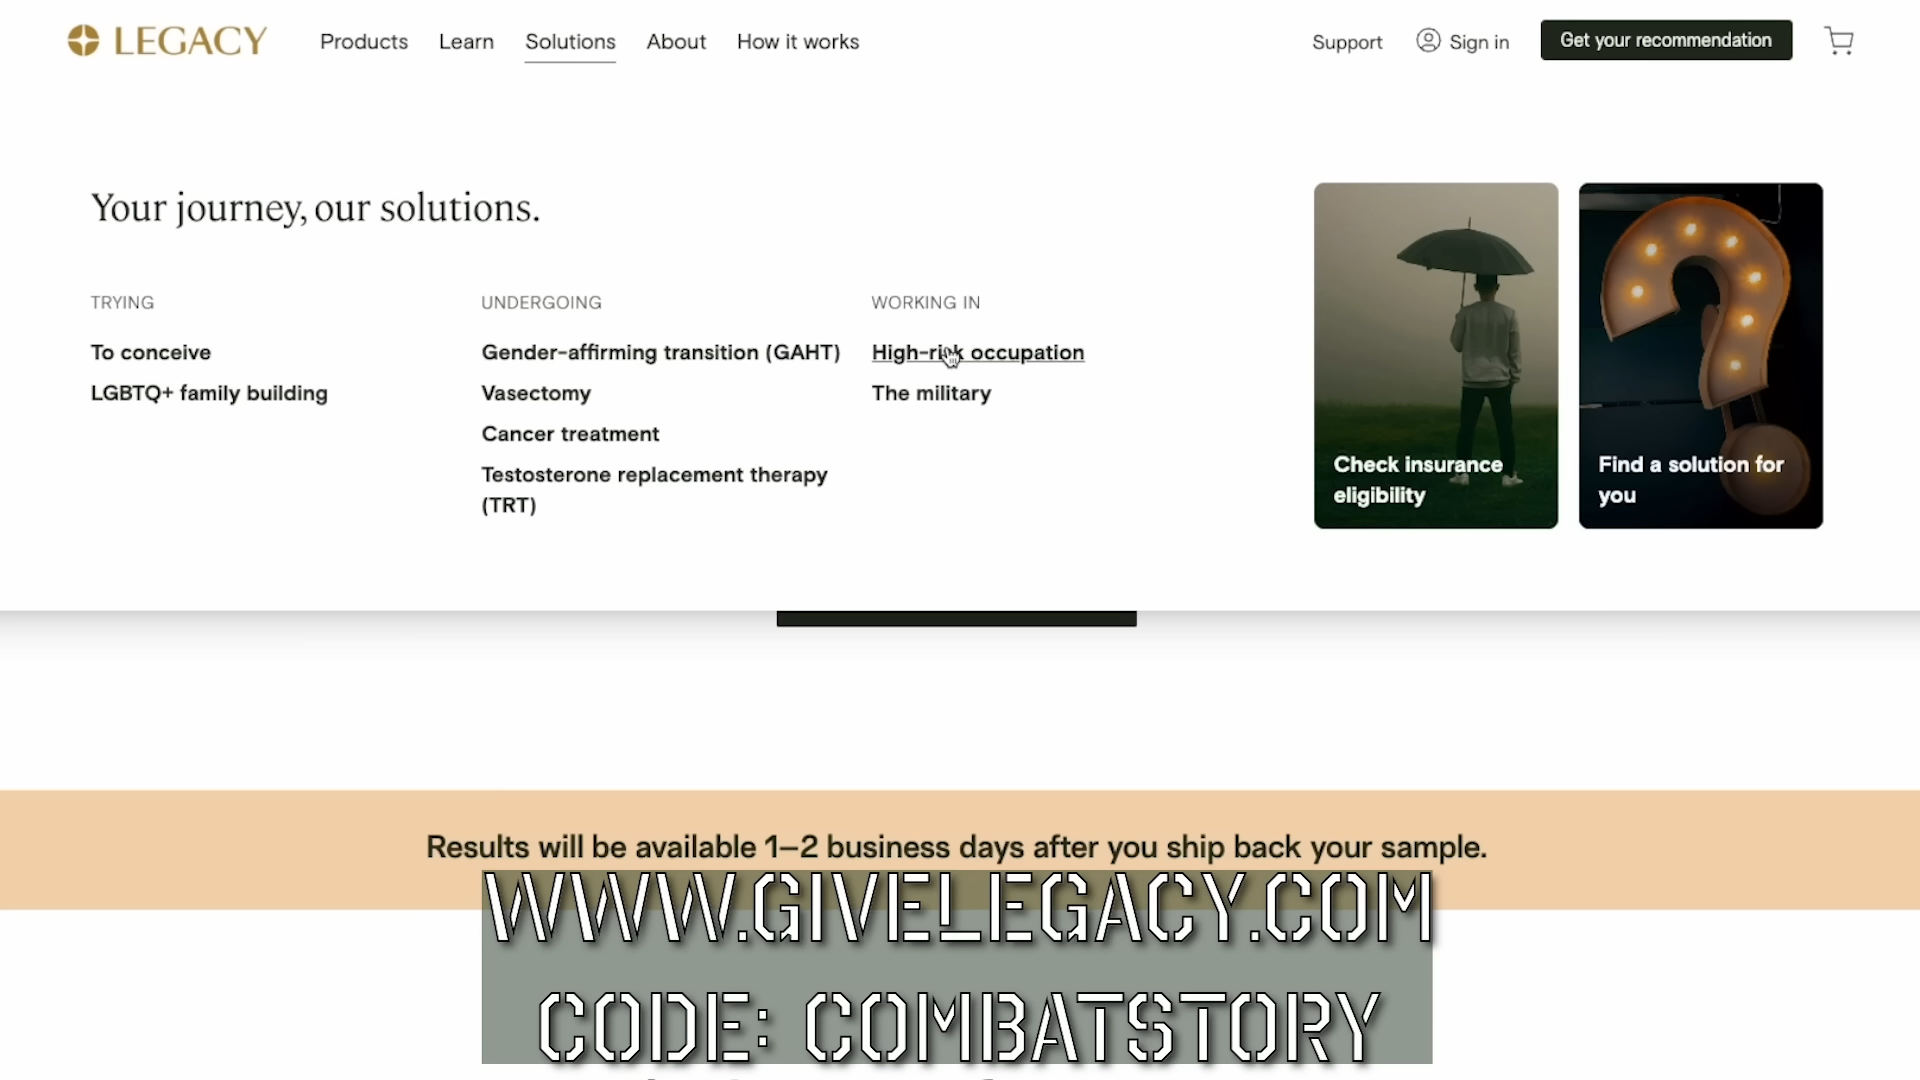 LEGACY
Products
Learn
Solutions
About
How it works
Support
Sign in
Get your recommendation
Your journey, our solutions.
TRYING
To conceive
LGBTQ+ family building
UNDERGOING
Gender-affirming transition (GAHT)
Vasectomy
Cancer treatment
Testosterone replacement therapy
(TRT)
WORKING IN
High-risk occupation
The military
Check insurance
eligibility
Find a solution for
you
Results will be available 1–2 business days after you ship back your sample.
WWW.GIVELEGACY.COM
CODE: COMBATSTORY